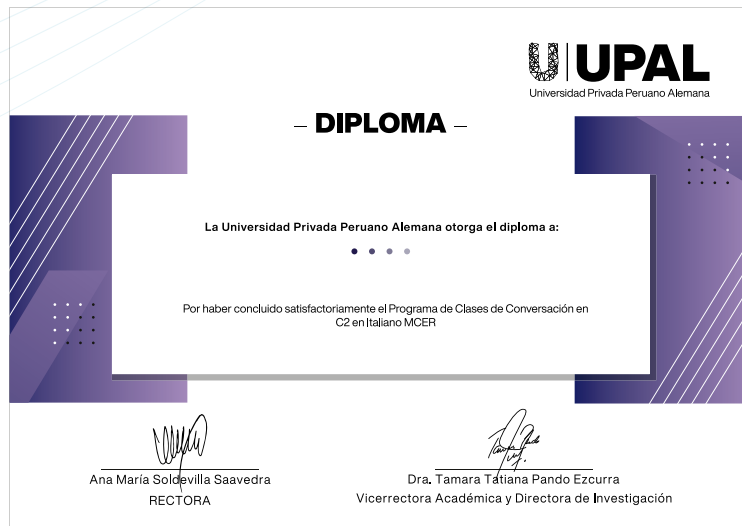 UPAL
Universidad Privada Peruano Alemana
– DIPLOMA –
La Universidad Privada Peruano Alemana otorga el diploma a:
Por haber concluido satisfactoriamente el Programa de Clases de Conversación en
C2 en Italiano MCER
Ana María Soldevilla Saavedra
RECTORA
Dra. Tamara Tatiana Pando Ezcurra
Vicerrectora Académica y Directora de Investigación